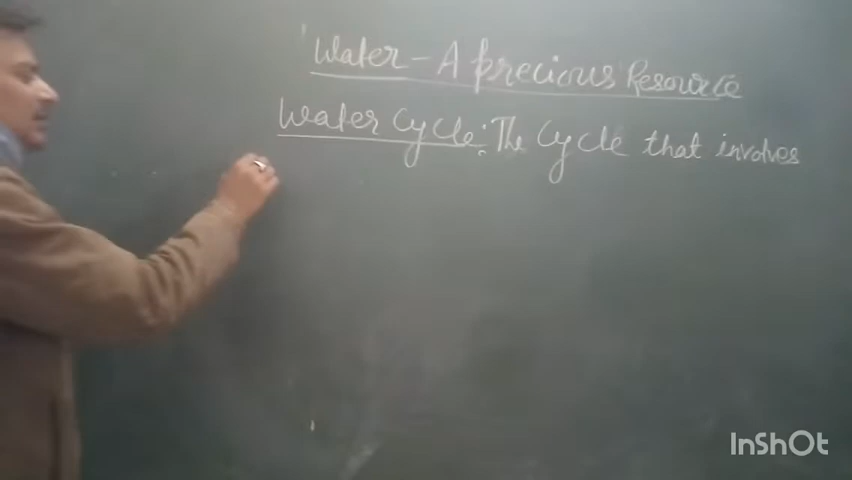 Water - A precious Resource
Water Cycle: The Cycle that involves
InShOt